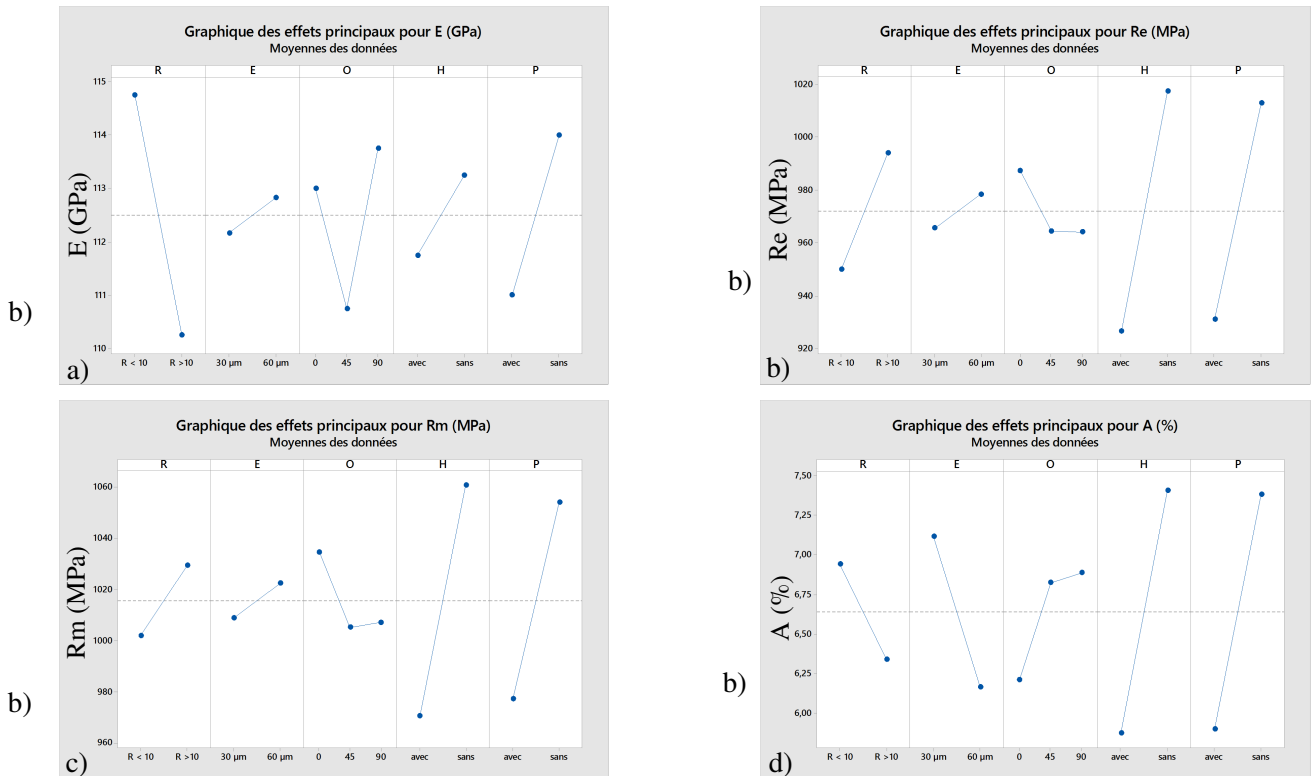 Graphique des effets principaux pour E (GPa)
Moyennes des données
R E O H P
115
114
113
112
111
110
E (GPa)
R < 10 R >10 30 µm 60 µm 0 45 90 avec sans avec sans
b)
a)
Graphique des effets principaux pour Re (MPa)
Moyennes des données
R E O H P
1020
1000
980
960
940
920
Re (MPa)
R < 10 R >10 30 µm 60 µm 0 45 90 avec sans avec sans
b)
Graphique des effets principaux pour Rm (MPa)
Moyennes des données
R E O H P
1060
1040
1020
1000
980
960
Rm (MPa)
R < 10 R >10 30 µm 60 µm 0 45 90 avec sans avec sans
b)
c)
Graphique des effets principaux pour A (%)
Moyennes des données
R E O H P
7,50
7,25
7,00
6,75
6,50
6,25
6,00
A (%)
R < 10 R >10 30 µm 60 µm 0 45 90 avec sans avec sans
b)
d)